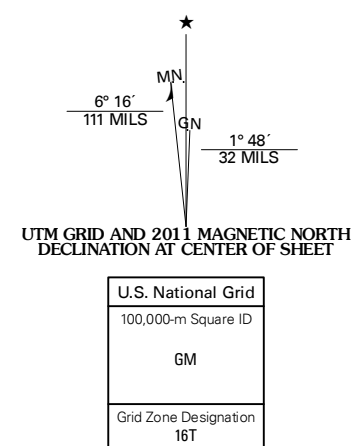 ★
MN.
6° 16´
111 MILS
GN
1° 48´
32 MILS
UTM GRID AND 2011 MAGNETIC NORTH
DECLINATION AT CENTER OF SHEET
U.S. National Grid
100,000-m Square ID
GM
Grid Zone Designation
16T